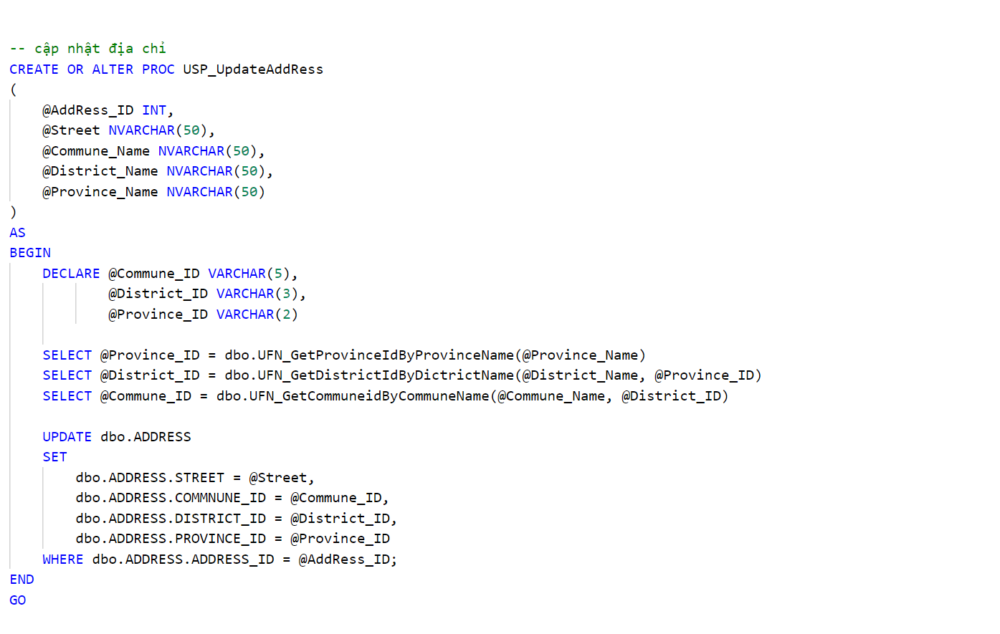 -- cập nhật địa chỉ
CREATE OR ALTER PROC USP_UpdateAddRess
(
    @AddRess_ID INT,
    @Street NVARCHAR(50),
    @Commune_Name NVARCHAR(50),
    @District_Name NVARCHAR(50),
    @Province_Name NVARCHAR(50)
)
AS
BEGIN
    DECLARE @Commune_ID VARCHAR(5),
            @District_ID VARCHAR(3),
            @Province_ID VARCHAR(2)
    SELECT @Province_ID = dbo.UFN_GetProvinceIdByProvinceName(@Province_Name)
    SELECT @District_ID = dbo.UFN_GetDistrictIdByDictrictName(@District_Name, @Province_ID)
    SELECT @Commune_ID = dbo.UFN_GetCommuneidByCommuneName(@Commune_Name, @District_ID)
    UPDATE dbo.ADDRESS
    SET
        dbo.ADDRESS.STREET = @Street,
        dbo.ADDRESS.COMMNUNE_ID = @Commune_ID,
        dbo.ADDRESS.DISTRICT_ID = @District_ID,
        dbo.ADDRESS.PROVINCE_ID = @Province_ID
    WHERE dbo.ADDRESS.ADDRESS_ID = @AddRess_ID;
END
GO